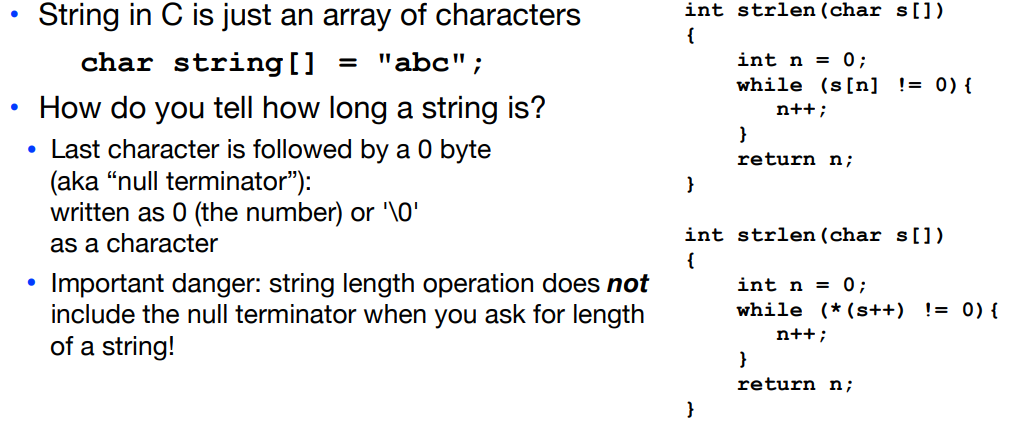 • String in C is just an array of characters
char string[] = "abc";
• How do you tell how long a string is?
• Last character is followed by a 0 byte
(aka “null terminator”):
written as 0 (the number) or '\0'
as a character
• Important danger: string length operation does not
include the null terminator when you ask for length
of a string!
int strlen(char s[])
{
int n = 0;
while (s[n] != 0){
n++;
}
return n;
}
int strlen(char s[])
{
int n = 0;
while (*(s++) != 0){
n++;
}
return n;
}